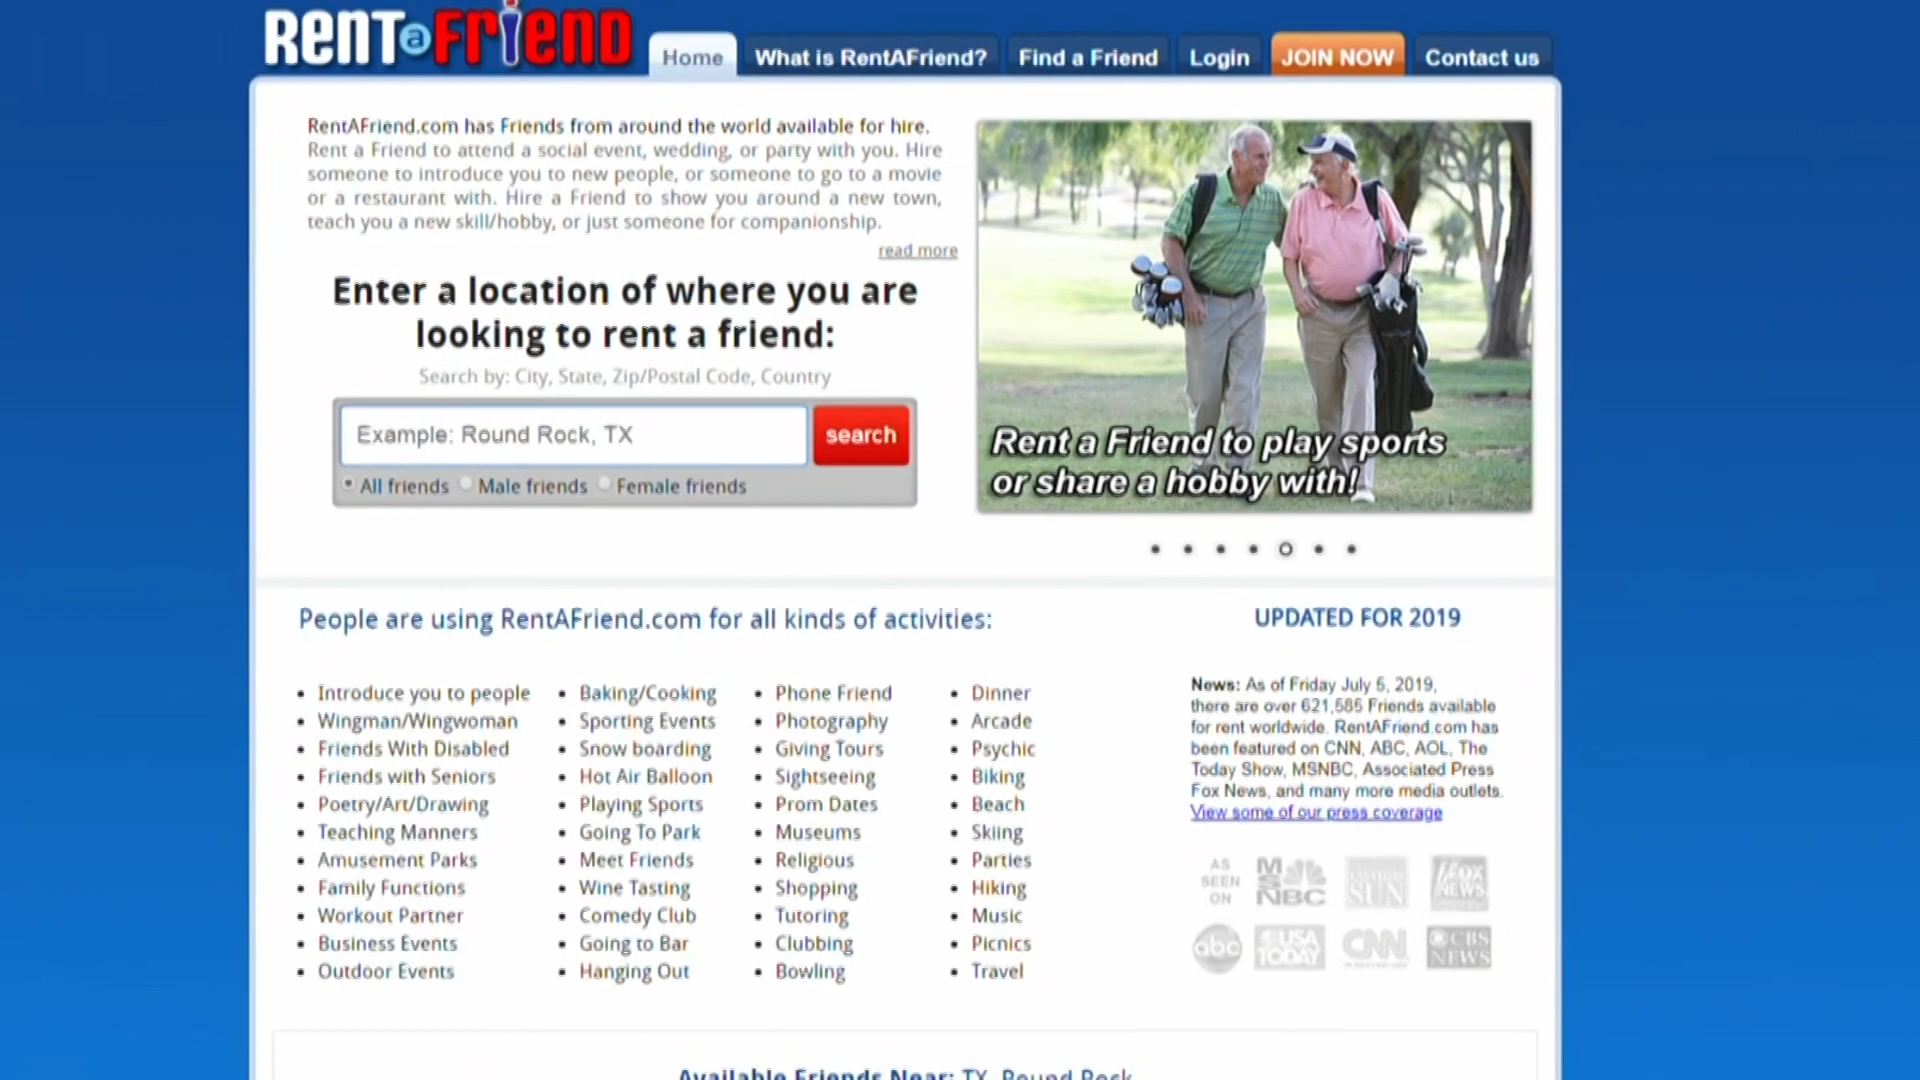 RENT a FRiEND
Home
What is RentAFriend?
Find a Friend
Login
JOIN NOW
Contact us
RentAFriend.com has Friends from around the world available for hire.
Rent a Friend to attend a social event, wedding, or party with you. Hire
someone to introduce you to new people, or someone to go to a movie
or a restaurant with. Hire a Friend to show you around a new town,
teach you a new skill/hobby, or just someone for companionship.
read more
Enter a location of where you are
looking to rent a friend:
Search by: City, State, Zip/Postal Code, Country
Example: Round Rock, TX
search
All friends Male friends Female friends
Rent a Friend to play sports
or share a hobby with!
People are using RentAFriend.com for all kinds of activities:
Introduce you to people
Wingman/Wingwoman
Friends With Disabled
Friends with Seniors
Poetry/Art/Drawing
Teaching Manners
Amusement Parks
Family Functions
Workout Partner
Business Events
Outdoor Events
Baking/Cooking
Sporting Events
Snow boarding
Hot Air Balloon
Playing Sports
Going To Park
Meet Friends
Wine Tasting
Comedy Club
Going to Bar
Hanging Out
Phone Friend
Photography
Giving Tours
Sightseeing
Prom Dates
Museums
Religious
Shopping
Tutoring
Clubbing
Bowling
Dinner
Arcade
Psychic
Biking
Beach
Skiing
Parties
Hiking
Music
Picnics
Travel
UPDATED FOR 2019
News: As of Friday July 5, 2019,
there are over 621,585 Friends available
for rent worldwide. RentAFriend.com has
been featured on CNN, ABC, AOL, The
Today Show, MSNBC, Associated Press
Fox News, and many more media outlets.
View some of our press coverage
AS
SEEN
ON
MSNBC
SUN
FOX
NEWS
abc
USA
TODAY
CNN
CBS
NEWS
Available Friends Near: TX, Round Rock